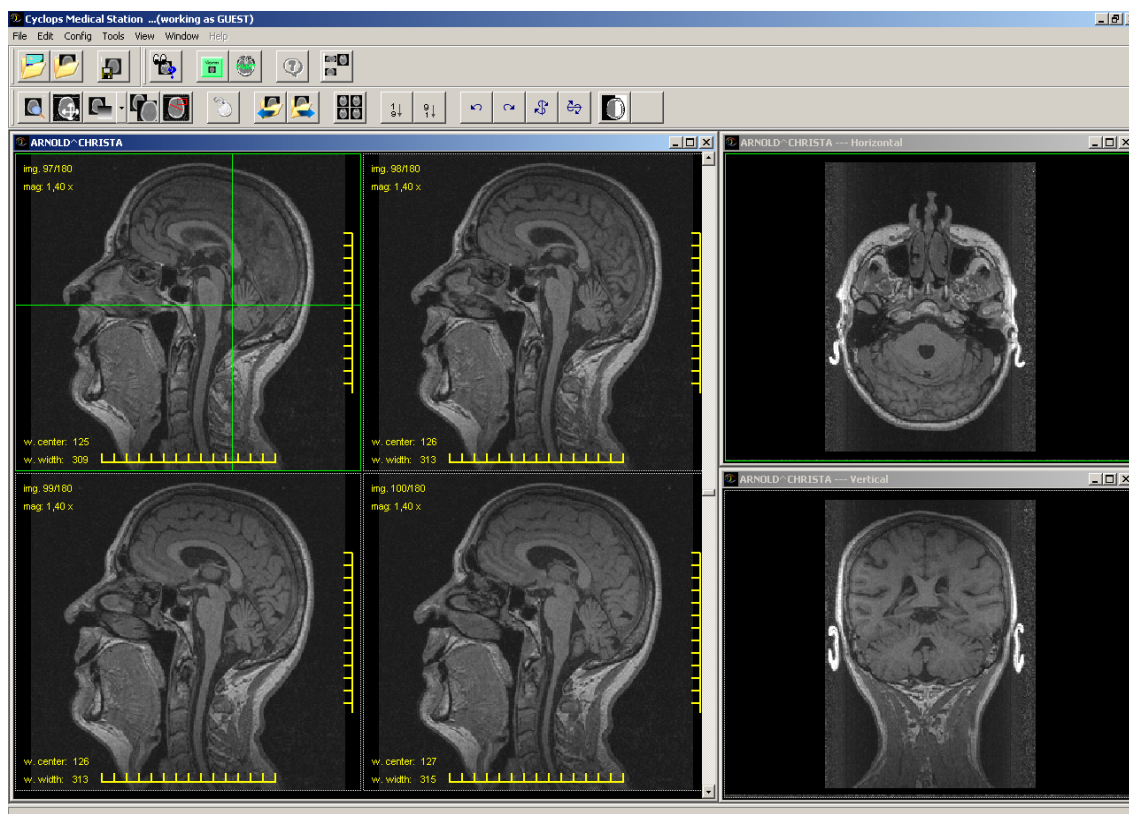 Cyclops Medical Station ...(working as GUEST)
File Edit Config Tools View Window Help
ARNOLD^CHRISTA
img. 97/180
mag: 1,40 x
w. center: 125
w. width: 309
img. 98/180
mag: 1,40 x
w. center: 126
w. width: 313
img. 99/180
mag: 1,40 x
w. center: 126
w. width: 313
img. 100/180
mag: 1,40 x
w. center: 127
w. width: 315
ARNOLD^CHRISTA --- Horizontal
ARNOLD^CHRISTA --- Vertical